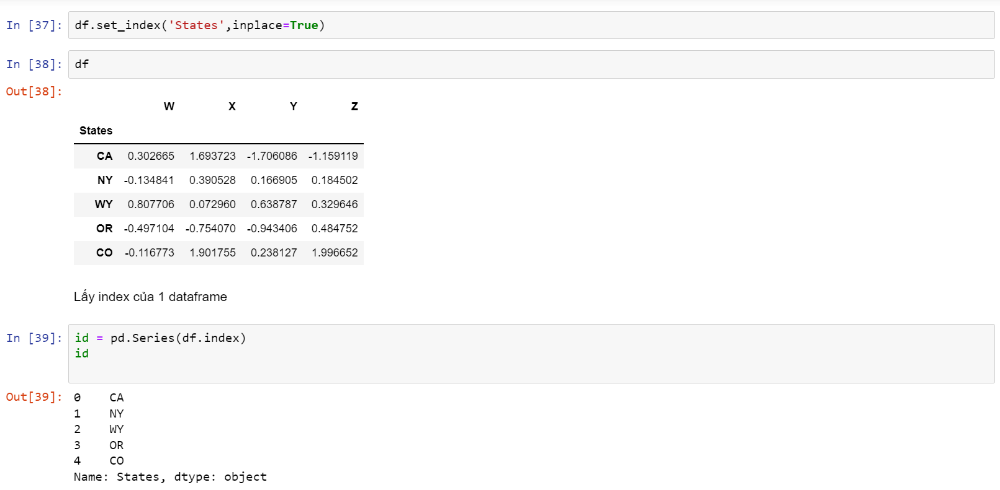 In [37]: df.set_index('States',inplace=True)
In [38]: df
Out[38]:
W X Y Z
States
CA 0.302665 1.693723 -1.706086 -1.159119
NY -0.134841 0.390528 0.166905 0.184502
WY 0.807706 0.072960 0.638787 0.329646
OR -0.497104 -0.754070 -0.943406 0.484752
CO -0.116773 1.901755 0.238127 1.996652
Lấy index của 1 dataframe
In [39]: id = pd.Series(df.index)
id
Out[39]: 0 CA
1 NY
2 WY
3 OR
4 CO
Name: States, dtype: object